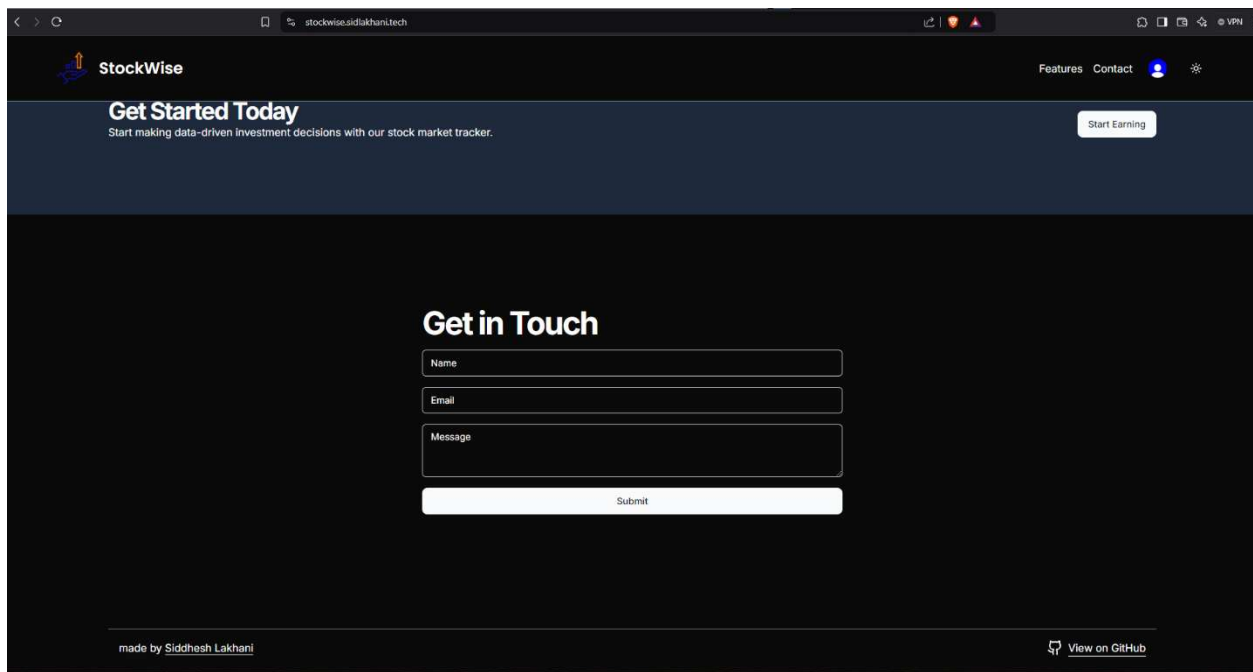 stockwise.sidlakhani.tech
VPN
StockWise
Features Contact
Get Started Today
Start making data-driven investment decisions with our stock market tracker.
Start Earning
Get in Touch
Name
Email
Message
Submit
made by Siddhesh Lakhani
View on GitHub